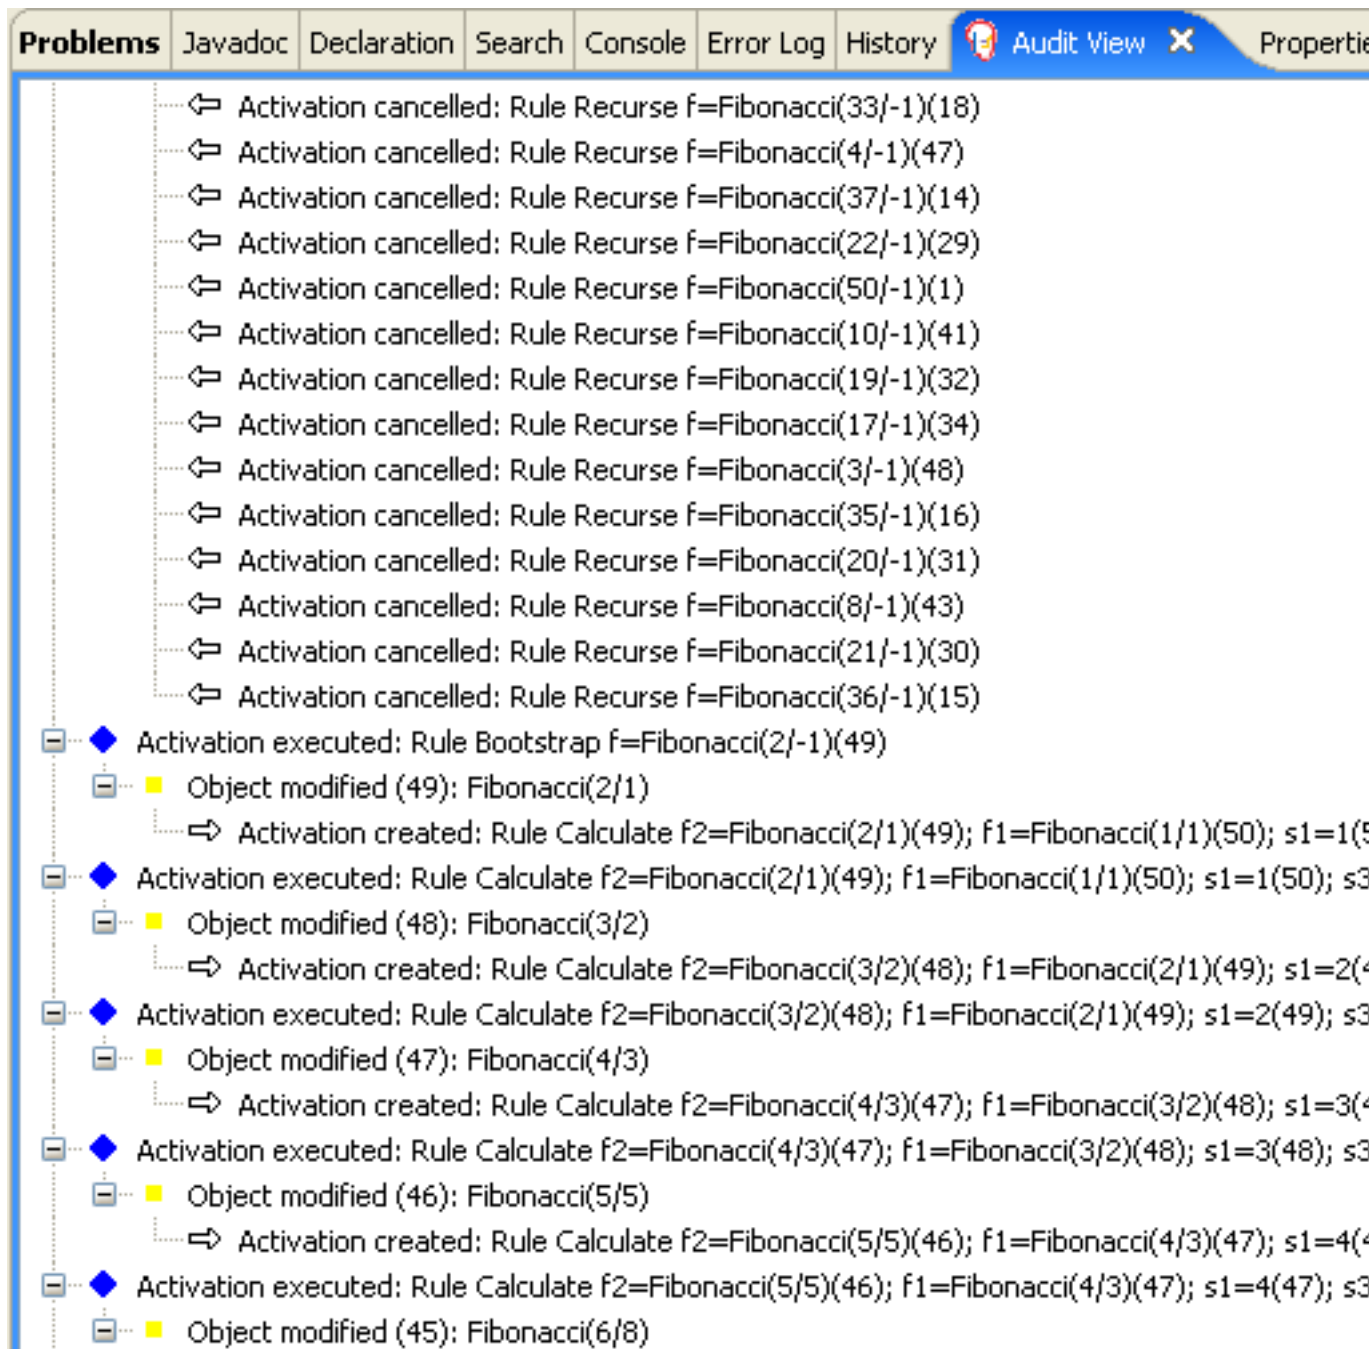 Problems Javadoc Declaration Search Console Error Log History Audit View Propertie
Activation cancelled: Rule Recurse f=Fibonacci(33/-1)(18)
Activation cancelled: Rule Recurse f=Fibonacci(4/-1)(47)
Activation cancelled: Rule Recurse f=Fibonacci(37/-1)(14)
Activation cancelled: Rule Recurse f=Fibonacci(22/-1)(29)
Activation cancelled: Rule Recurse f=Fibonacci(50/-1)(1)
Activation cancelled: Rule Recurse f=Fibonacci(10/-1)(41)
Activation cancelled: Rule Recurse f=Fibonacci(19/-1)(32)
Activation cancelled: Rule Recurse f=Fibonacci(17/-1)(34)
Activation cancelled: Rule Recurse f=Fibonacci(3/-1)(48)
Activation cancelled: Rule Recurse f=Fibonacci(35/-1)(16)
Activation cancelled: Rule Recurse f=Fibonacci(20/-1)(31)
Activation cancelled: Rule Recurse f=Fibonacci(8/-1)(43)
Activation cancelled: Rule Recurse f=Fibonacci(21/-1)(30)
Activation cancelled: Rule Recurse f=Fibonacci(36/-1)(15)
Activation executed: Rule Bootstrap f=Fibonacci(2/-1)(49)
Object modified (49): Fibonacci(2/1)
Activation created: Rule Calculate f2=Fibonacci(2/1)(49); f1=Fibonacci(1/1)(50); s1=1(5
Activation executed: Rule Calculate f2=Fibonacci(2/1)(49); f1=Fibonacci(1/1)(50); s1=1(50); s3
Object modified (48): Fibonacci(3/2)
Activation created: Rule Calculate f2=Fibonacci(3/2)(48); f1=Fibonacci(2/1)(49); s1=2(4
Activation executed: Rule Calculate f2=Fibonacci(3/2)(48); f1=Fibonacci(2/1)(49); s1=2(49); s3
Object modified (47): Fibonacci(4/3)
Activation created: Rule Calculate f2=Fibonacci(4/3)(47); f1=Fibonacci(3/2)(48); s1=3(4
Activation executed: Rule Calculate f2=Fibonacci(4/3)(47); f1=Fibonacci(3/2)(48); s1=3(48); s3
Object modified (46): Fibonacci(5/5)
Activation created: Rule Calculate f2=Fibonacci(5/5)(46); f1=Fibonacci(4/3)(47); s1=4(4
Activation executed: Rule Calculate f2=Fibonacci(5/5)(46); f1=Fibonacci(4/3)(47); s1=4(47); s3
Object modified (45): Fibonacci(6/8)